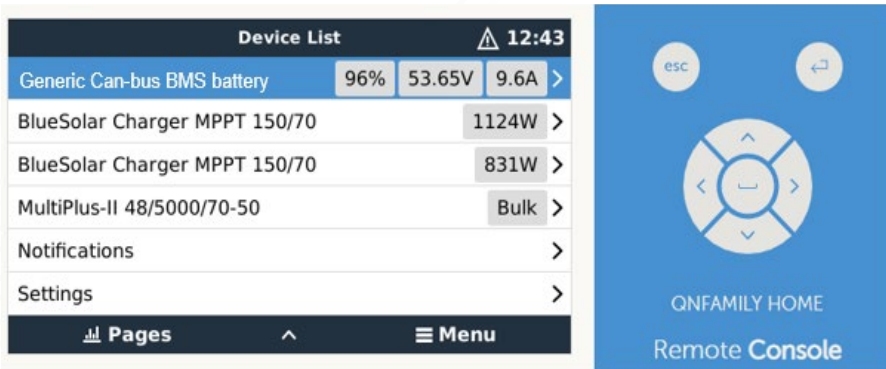 Device List 12:43
Generic Can-bus BMS battery 96% 53.65V 9.6A
BlueSolar Charger MPPT 150/70 1124W
BlueSolar Charger MPPT 150/70 831W
MultiPlus-II 48/5000/70-50 Bulk
Notifications
Settings
Pages Menu
esc
QNFAMILY HOME
Remote Console